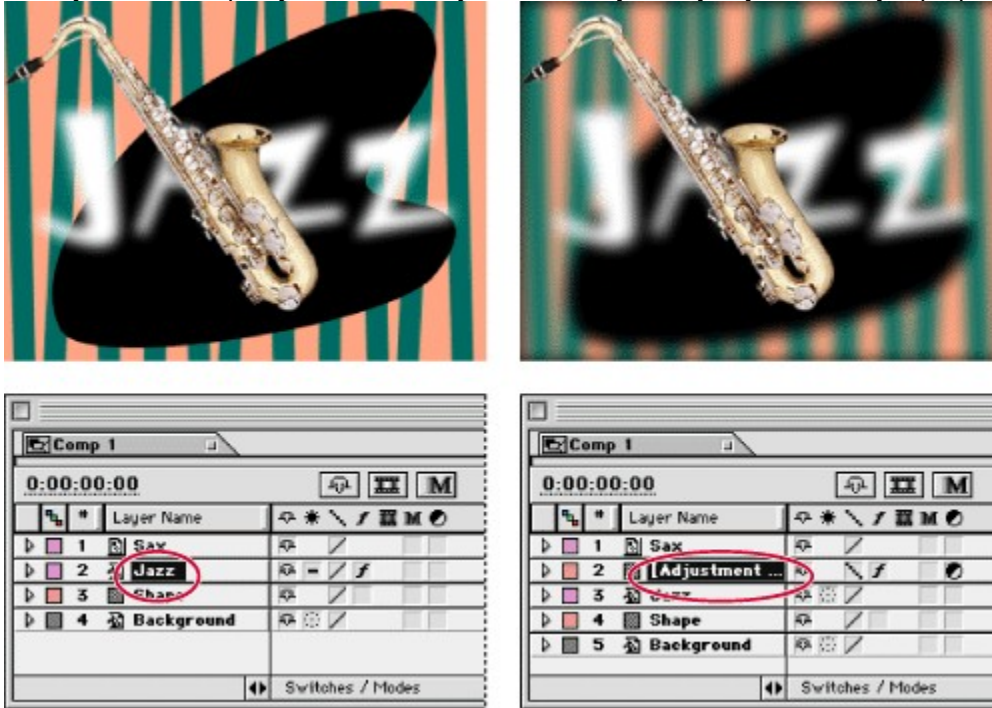 JAZZ
JAZZ
Comp 1
0:00:00:00
M
# Layer Name M
1 Sax
2 Jazz
3 Shape
4 Background
Switches / Modes
Comp 1
0:00:00:00
M
# Layer Name M
1 Sax
2 [Adjustment ...
3 Jazz
4 Shape
5 Background
Switches / Modes